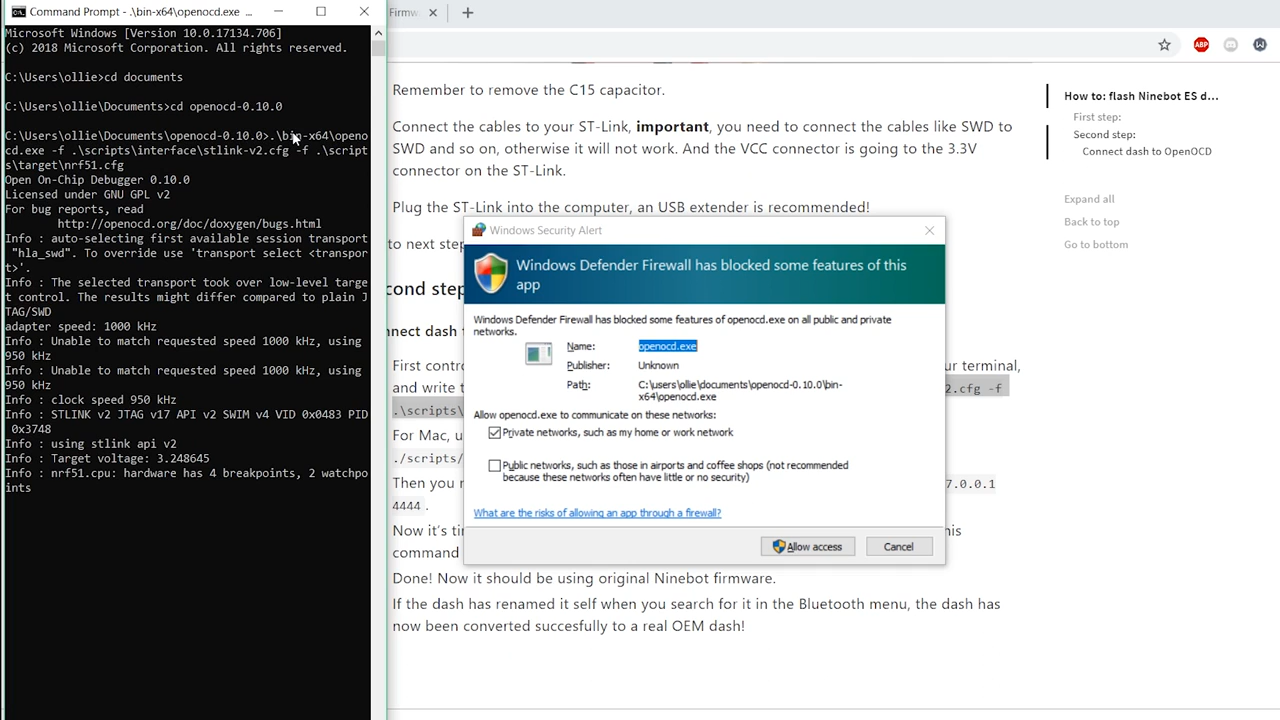 Command Prompt - .\bin-x64\openocd.exe ...
Microsoft Windows [Version 10.0.17134.706]
(c) 2018 Microsoft Corporation. All rights reserved.
C:\Users\ollie>cd documents
C:\Users\ollie\Documents>cd openocd-0.10.0
C:\Users\ollie\Documents\openocd-0.10.0>.\bin-x64\openo
cd.exe -f .\scripts\interface\stlink-v2.cfg -f .\script
s\target\nrf51.cfg
Open On-Chip Debugger 0.10.0
Licensed under GNU GPL v2
For bug reports, read
http://openocd.org/doc/doxygen/bugs.html
Info : auto-selecting first available session transport
"hla_swd". To override use 'transport select <transpor
t>'.
Info : The selected transport took over low-level targe
t control. The results might differ compared to plain J
TAG/SWD
adapter speed: 1000 kHz
Info : Unable to match requested speed 1000 kHz, using
950 kHz
Info : Unable to match requested speed 1000 kHz, using
950 kHz
Info : clock speed 950 kHz
Info : STLINK v2 JTAG v17 API v2 SWIM v4 VID 0x0483 PID
0x3748
Info : using stlink api v2
Info : Target voltage: 3.248645
Info : nrf51.cpu: hardware has 4 breakpoints, 2 watchpo
ints
Firmw
ABP
Remember to remove the C15 capacitor.
Connect the cables to your ST-Link, important, you need to connect the cables like SWD to
SWD and so on, otherwise it will not work. And the VCC connector is going to the 3.3V
connector on the ST-Link.
Plug the ST-Link into the computer, an USB extender is recommended!
to next step
cond step
nnect dash t
First contro
ur terminal,
and write t
2.cfg -f
.\scripts\
For Mac, u
./scripts/
Then you n
7.0.0.1
4444 .
Now it's tim
his
command
Done! Now it should be using original Ninebot firmware.
If the dash has renamed it self when you search for it in the Bluetooth menu, the dash has
now been converted succesfully to a real OEM dash!
Windows Security Alert
Windows Defender Firewall has blocked some features of this
app
Windows Defender Firewall has blocked some features of openocd.exe on all public and private
networks.
Name: openocd.exe
Publisher: Unknown
Path: C:\users\ollie\documents\openocd-0.10.0\bin-
x64\openocd.exe
Allow openocd.exe to communicate on these networks:
Private networks, such as my home or work network
Public networks, such as those in airports and coffee shops (not recommended
because these networks often have little or no security)
What are the risks of allowing an app through a firewall?
Allow access
Cancel
How to: flash Ninebot ES d...
First step:
Second step:
Connect dash to OpenOCD
Expand all
Back to top
Go to bottom